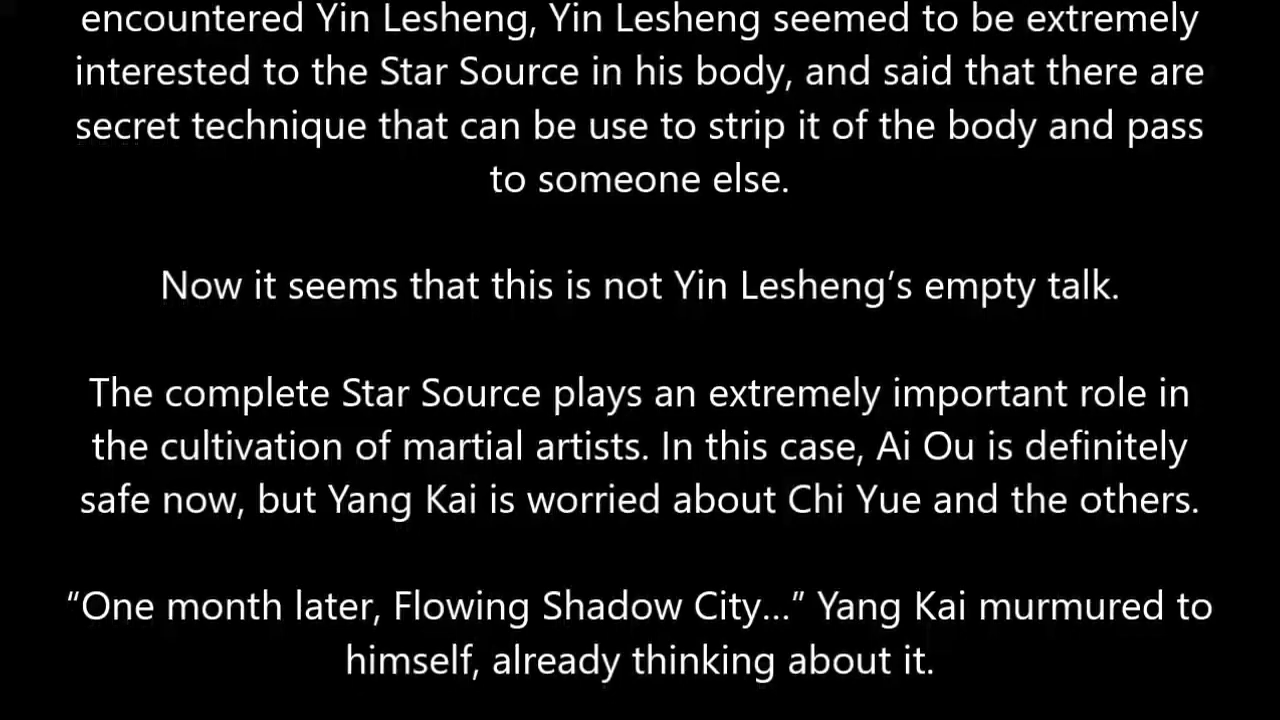 encountered Yin Lesheng, Yin Lesheng seemed to be extremely
interested to the Star Source in his body, and said that there are
secret technique that can be use to strip it of the body and pass
to someone else.
Now it seems that this is not Yin Lesheng’s empty talk.
The complete Star Source plays an extremely important role in
the cultivation of martial artists. In this case, Ai Ou is definitely
safe now, but Yang Kai is worried about Chi Yue and the others.
“One month later, Flowing Shadow City…” Yang Kai murmured to
himself, already thinking about it.